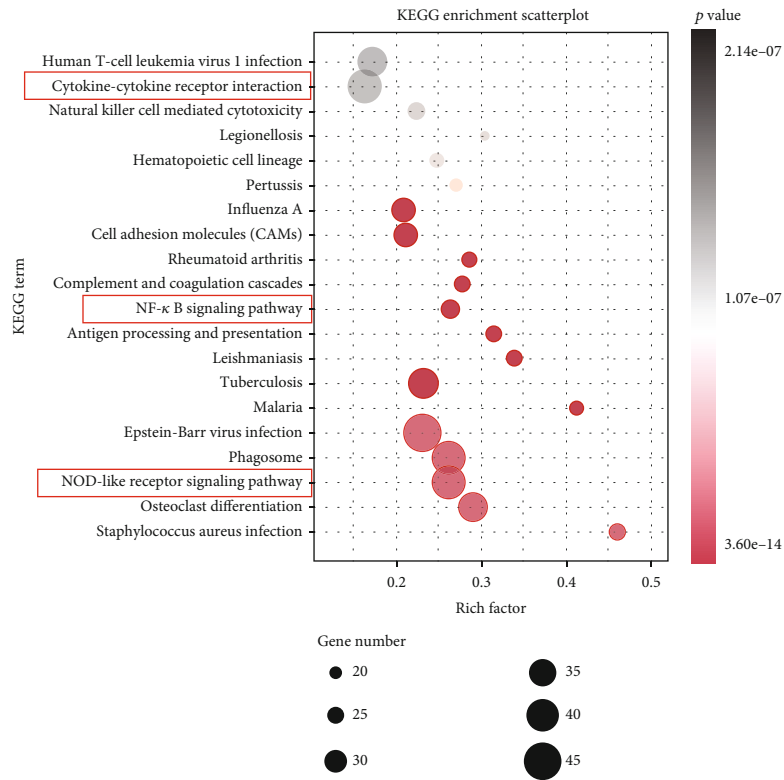 KEGG enrichment scatterplot
p value
Human T-cell leukemia virus 1 infection
Cytokine-cytokine receptor interaction
Natural killer cell mediated cytotoxicity
Legionellosis
Hematopoietic cell lineage
Pertussis
Influenza A
Cell adhesion molecules (CAMs)
Rheumatoid arthritis
Complement and coagulation cascades
NF-κ B signaling pathway
Antigen processing and presentation
Leishmaniasis
Tuberculosis
Malaria
Epstein-Barr virus infection
Phagosome
NOD-like receptor signaling pathway
Osteoclast differentiation
Staphylococcus aureus infection
KEGG term
2.14e–07
1.07e–07
3.60e–14
0.2 0.3 0.4 0.5
Rich factor
Gene number
20 35
25 40
30 45